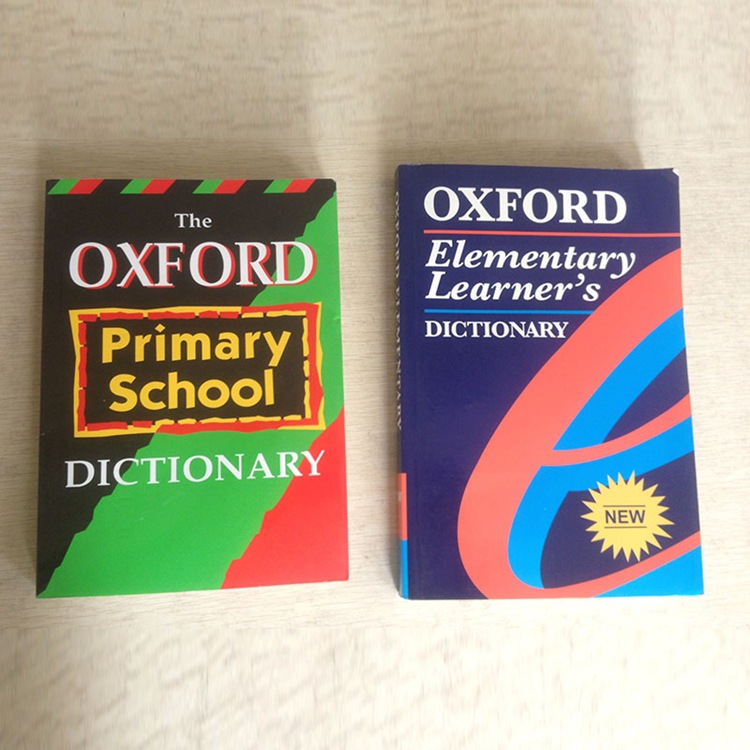 The
OXFORD
Primary
School
DICTIONARY
OXFORD
Elementary
Learner's
DICTIONARY
NEW